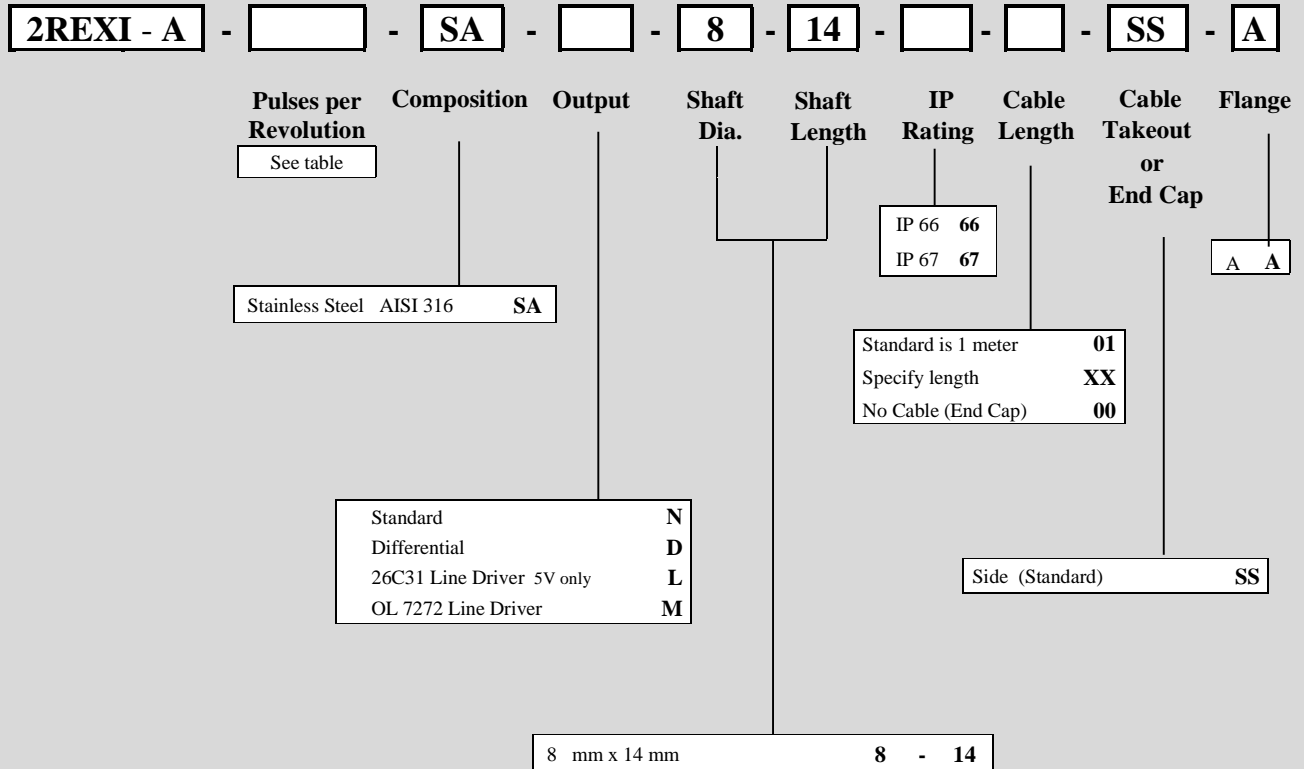 2REXI - A - - SA - - 8 - 14 - - - SS - A
Pulses per Revolution
See table
Composition
Output
Shaft Dia.
Shaft Length
IP Rating
Cable Length
Cable Takeout or End Cap
Flange
IP 66 66
IP 67 67
A A
Stainless Steel AISI 316 SA
Standard is 1 meter 01
Specify length XX
No Cable (End Cap) 00
Standard N
Differential D
26C31 Line Driver 5V only L
OL 7272 Line Driver M
Side (Standard) SS
8 mm x 14 mm 8 - 14